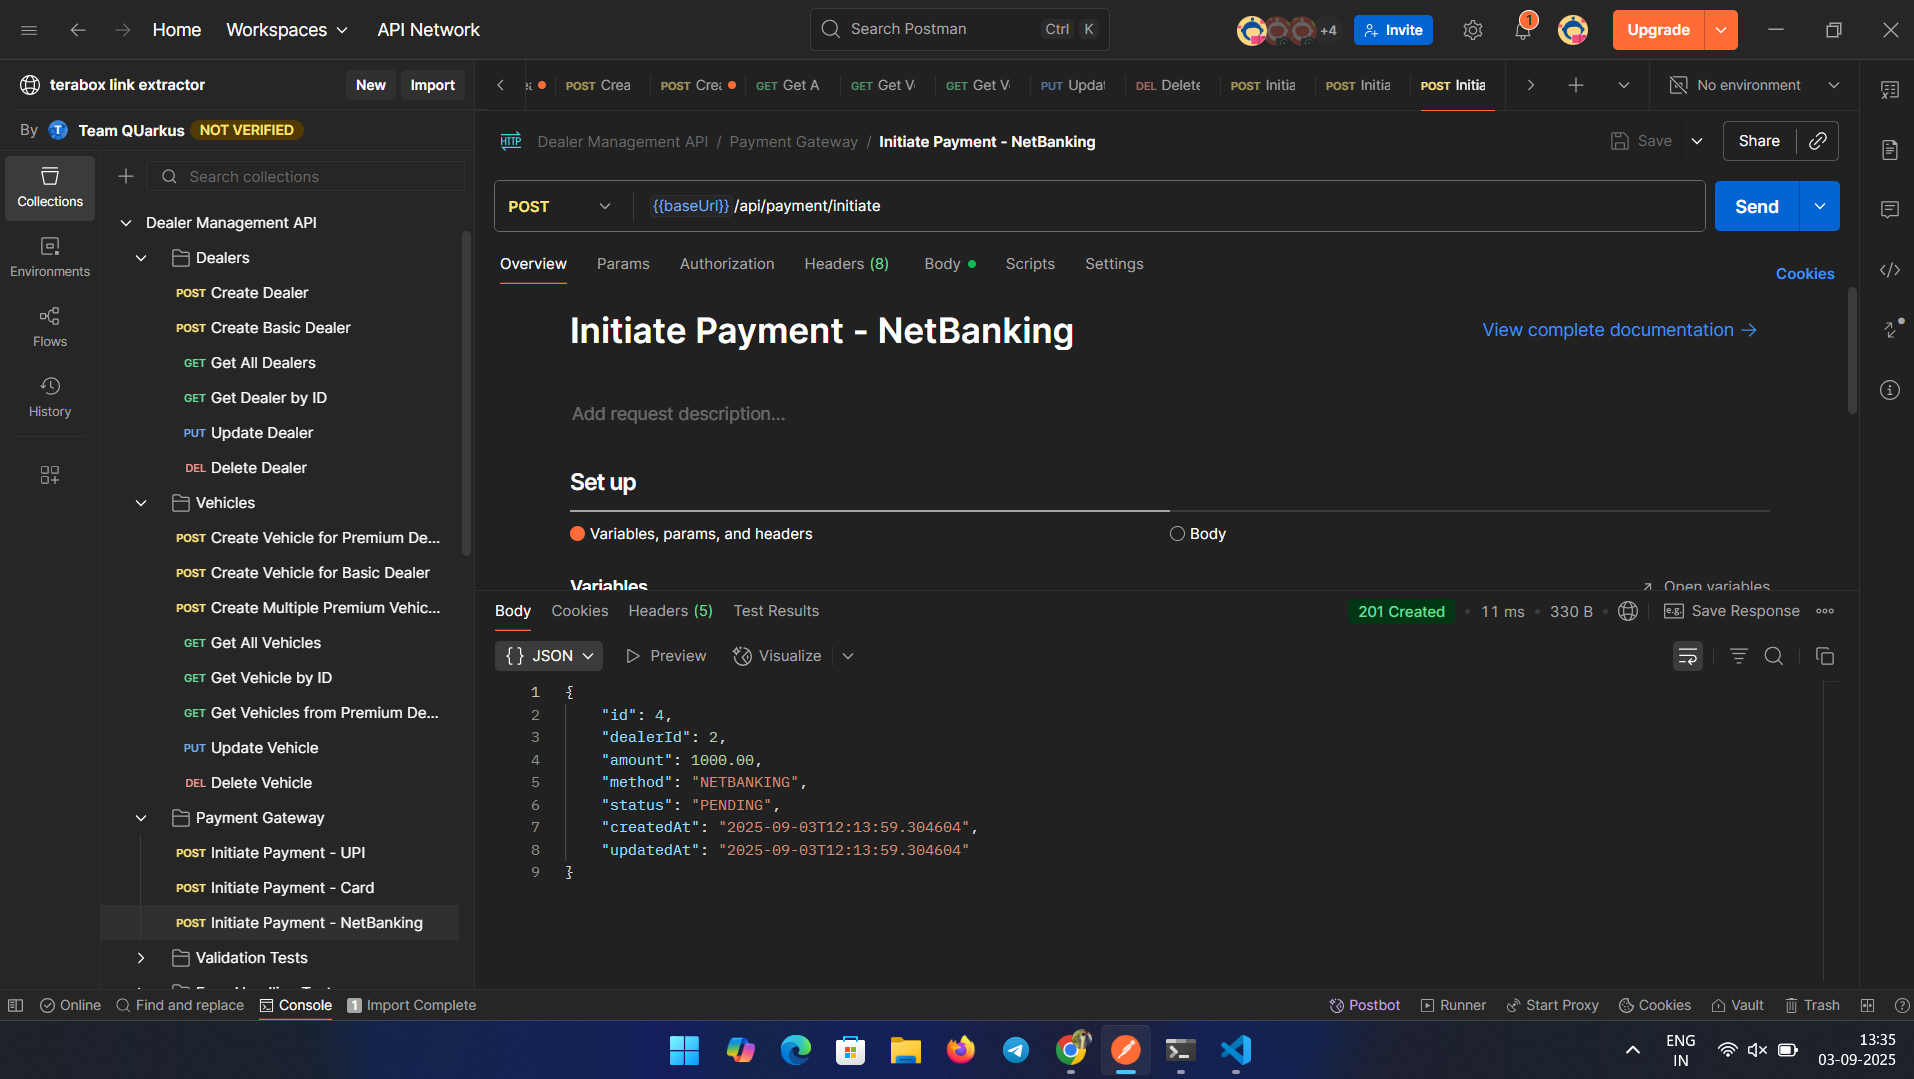 Home
Workspaces
API Network
Search Postman
Ctrl K
+4
Invite
1
Upgrade
terabox link extractor
New
Import
By Team QUarkus NOT VERIFIED
POST Crea
POST Crea
GET Get A
GET Get V
GET Get V
PUT Updat
DEL Delete
POST Initia
POST Initia
POST Initia
No environment
Dealer Management API / Payment Gateway / Initiate Payment - NetBanking
Save
Share
Collections
Environments
Flows
History
Search collections
Dealer Management API
Dealers
POST Create Dealer
POST Create Basic Dealer
GET Get All Dealers
GET Get Dealer by ID
PUT Update Dealer
DEL Delete Dealer
Vehicles
POST Create Vehicle for Premium De...
POST Create Vehicle for Basic Dealer
POST Create Multiple Premium Vehic...
GET Get All Vehicles
GET Get Vehicle by ID
GET Get Vehicles from Premium De...
PUT Update Vehicle
DEL Delete Vehicle
Payment Gateway
POST Initiate Payment - UPI
POST Initiate Payment - Card
POST Initiate Payment - NetBanking
Validation Tests
HTTP
POST
{{baseUrl}}/api/payment/initiate
Send
Overview
Params
Authorization
Headers (8)
Body
Scripts
Settings
Cookies
Initiate Payment - NetBanking
View complete documentation →
Add request description...
Set up
Variables, params, and headers
Body
Variables
Open variables
Body
Cookies
Headers (5)
Test Results
201 Created • 11 ms • 330 B
e.g. Save Response
{} JSON
Preview
Visualize
1 {
2 "id": 4,
3 "dealerId": 2,
4 "amount": 1000.00,
5 "method": "NETBANKING",
6 "status": "PENDING",
7 "createdAt": "2025-09-03T12:13:59.304604",
8 "updatedAt": "2025-09-03T12:13:59.304604"
9 }
Online
Find and replace
Console
1 Import Complete
Postbot
Runner
Start Proxy
Cookies
Vault
Trash
ENG
IN
13:35
03-09-2025